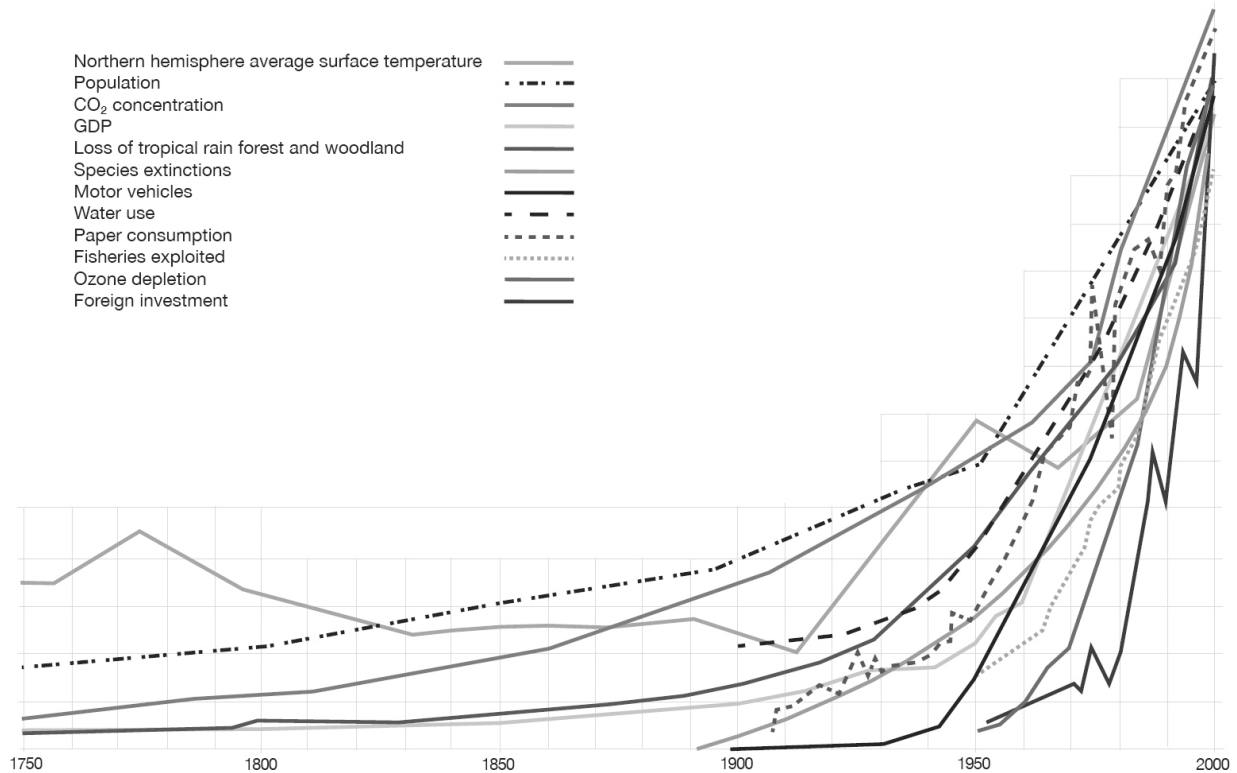 Northern hemisphere average surface temperature
Population
CO₂ concentration
GDP
Loss of tropical rain forest and woodland
Species extinctions
Motor vehicles
Water use
Paper consumption
Fisheries exploited
Ozone depletion
Foreign investment
1750 1800 1850 1900 1950 2000